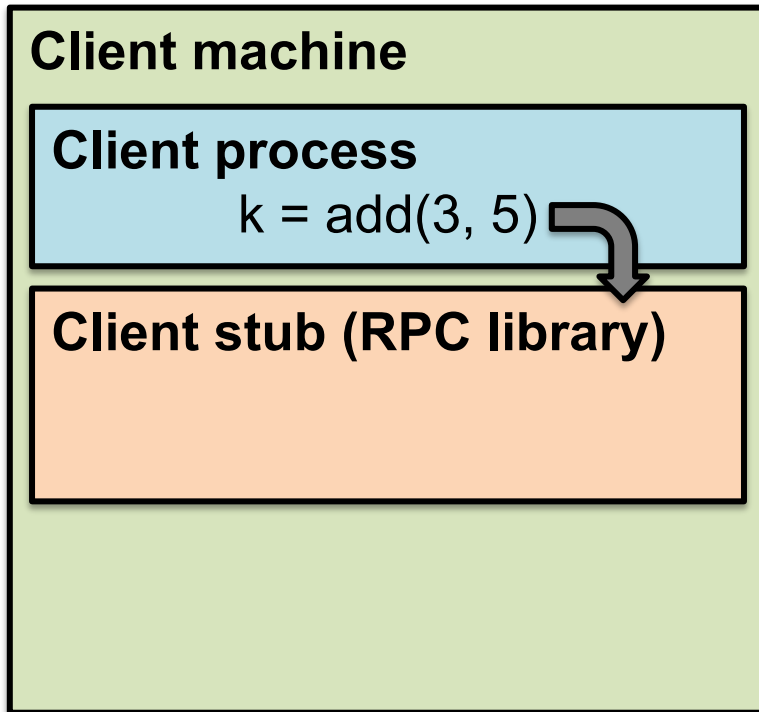 Client machine
Client process
k = add(3, 5)
Client stub (RPC library)